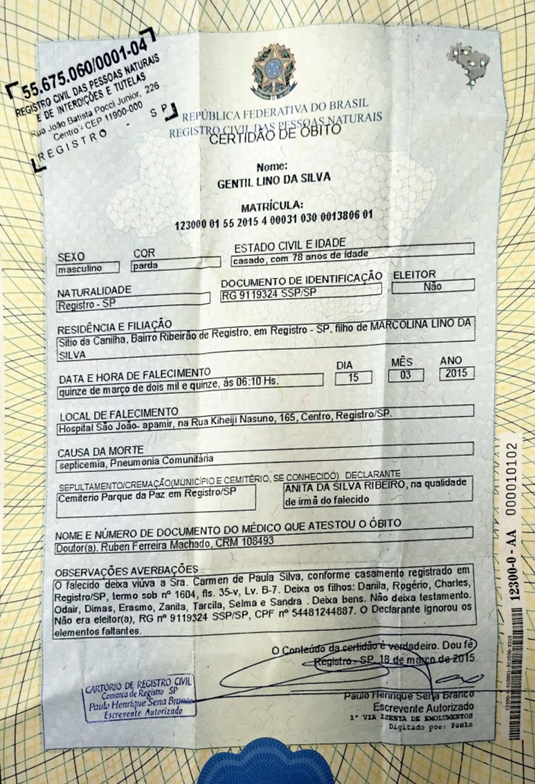 55.675.060/0001-04
REGISTRO CIVIL DAS PESSOAS NATURAIS
E DE INTERDIÇÕES E TUTELAS
Rua João Batista Pocci Junior, 226
Centro - CEP 11900-000
REGISTRO - SP
REPÚBLICA FEDERATIVA DO BRASIL
REGISTRO CIVIL DAS PESSOAS NATURAIS
CERTIDÃO DE ÓBITO
Nome:
GENTIL LINO DA SILVA
MATRÍCULA:
123000 01 55 2015 4 00031 030 0013806 01
SEXO COR ESTADO CIVIL E IDADE
masculino parda casado, com 78 anos de idade
NATURALIDADE DOCUMENTO DE IDENTIFICAÇÃO ELEITOR
Registro - SP RG 9119324 SSP/SP Não
RESIDÊNCIA E FILIAÇÃO
Sítio da Canilha, Bairro Ribeirão de Registro, em Registro - SP, filho de MARCOLINA LINO DA
SILVA
DATA E HORA DE FALECIMENTO DIA MÊS ANO
quinze de março de dois mil e quinze, às 06:10 Hs. 15 03 2015
LOCAL DE FALECIMENTO
Hospital São João- apamir, na Rua Kiheiji Nasuno, 165, Centro, Registro/SP.
CAUSA DA MORTE
septicemia, Pneumonia Comunitária
SEPULTAMENTO/CREMAÇÃO(MUNICÍPIO E CEMITÉRIO, SE CONHECIDO) DECLARANTE
Cemiterio Parque da Paz em Registro/SP ANITA DA SILVA RIBEIRO, na qualidade
de irmã do falecido
NOME E NÚMERO DE DOCUMENTO DO MÉDICO QUE ATESTOU O ÓBITO
Doutor(a). Ruben Ferreira Machado, CRM 108493
OBSERVAÇÕES AVERBAÇÕES
O falecido deixa viúva a Sra. Carmen de Paula Silva, conforme casamento registrado em
Registro/SP, termo sob nº 1604, fls. 35-v, Lv. B-7. Deixa os filhos: Danila, Rogério, Charles,
Odair, Dimas, Erasmo, Zanita, Tarcila, Selma e Sandra . Deixa bens. Não deixa testamento.
Não era eleitor(a), RG nº 9119324 SSP/SP, CPF nº 54481244887. O Declarante Ignorou os
elementos faltantes.
O Conteúdo da certidão é verdadeiro. Dou fé
Registro - SP, 18 de março de 2015
CARTÓRIO DE REGISTRO CIVIL
Comarca de Registro SP
Paulo Henrique Sena Branco
Escrevente Autorizado
Paulo Henrique Sena Branco
Escrevente Autorizado
1ª VIA ISENTA DE EMOLUMENTOS
Digitado por: Paulo
12300-0 - AA 000010102